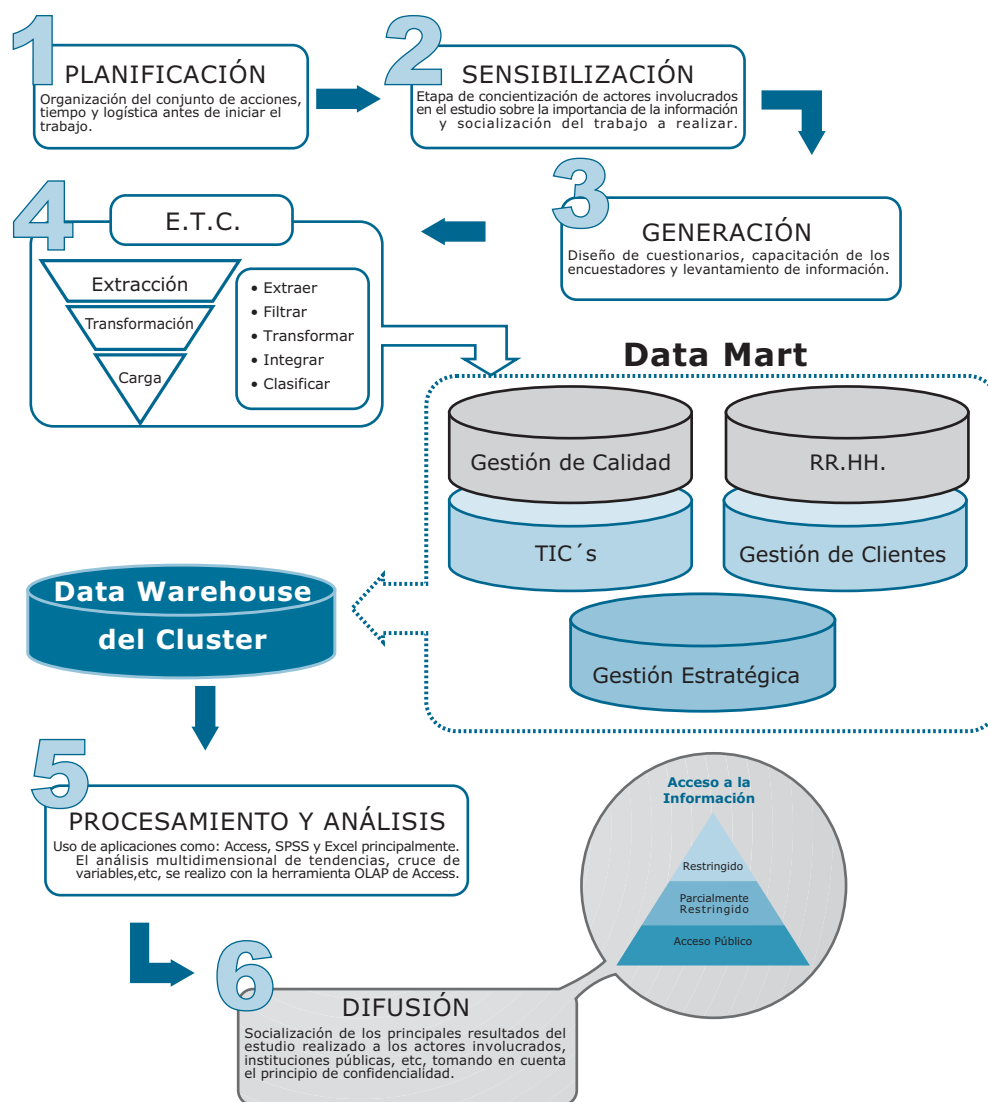 1
PLANIFICACIÓN
Organización del conjunto de acciones,
tiempo y logística antes de iniciar el
trabajo.
2
SENSIBILIZACIÓN
Etapa de concientización de actores involucrados
en el estudio sobre la importancia de la información
y socialización del trabajo a realizar.
3
GENERACIÓN
Diseño de cuestionarios, capacitación de los
encuestadores y levantamiento de información.
4
E.T.C.
Extracción
Transformación
Carga
• Extraer
• Filtrar
• Transformar
• Integrar
• Clasificar
Data Mart
Gestión de Calidad
RR.HH.
TIC´s
Gestión de Clientes
Gestión Estratégica
Data Warehouse
del Cluster
5
PROCESAMIENTO Y ANÁLISIS
Uso de aplicaciones como: Access, SPSS y Excel principalmente.
El análisis multidimensional de tendencias, cruce de
variables,etc, se realizo con la herramienta OLAP de Access.
6
DIFUSIÓN
Socialización de los principales resultados del
estudio realizado a los actores involucrados,
instituciones públicas, etc, tomando en cuenta
el principio de confidencialidad.
Acceso a la
Información
Restringido
Parcialmente
Restringido
Acceso Público